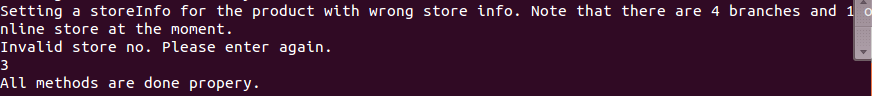 Setting a storeInfo for the product with wrong store info. Note that there are 4 branches and 1 o
nline store at the moment.
Invalid store no. Please enter again.
3
All methods are done propery.